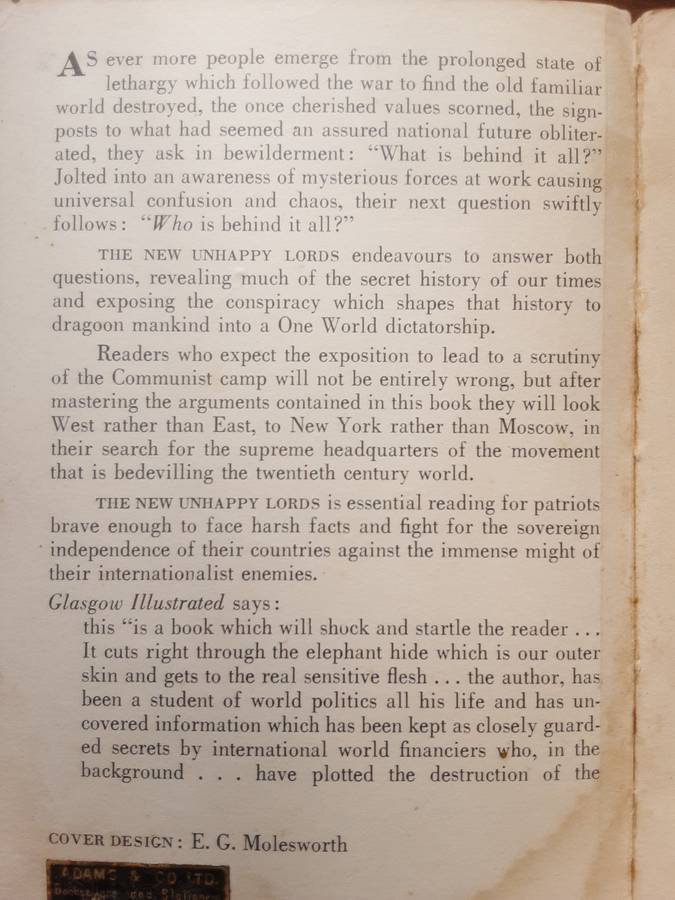 AS ever more people emerge from the prolonged state of
lethargy which followed the war to find the old familiar
world destroyed, the once cherished values scorned, the sign-
posts to what had seemed an assured national future obliter-
ated, they ask in bewilderment: “What is behind it all?”
Jolted into an awareness of mysterious forces at work causing
universal confusion and chaos, their next question swiftly
follows: “Who is behind it all?”
THE NEW UNHAPPY LORDS endeavours to answer both
questions, revealing much of the secret history of our times
and exposing the conspiracy which shapes that history to
dragoon mankind into a One World dictatorship.
Readers who expect the exposition to lead to a scrutiny
of the Communist camp will not be entirely wrong, but after
mastering the arguments contained in this book they will look
West rather than East, to New York rather than Moscow, in
their search for the supreme headquarters of the movement
that is bedevilling the twentieth century world.
THE NEW UNHAPPY LORDS is essential reading for patriots
brave enough to face harsh facts and fight for the sovereign
independence of their countries against the immense might of
their internationalist enemies.
Glasgow Illustrated says:
this “is a book which will shock and startle the reader ...
It cuts right through the elephant hide which is our outer
skin and gets to the real sensitive flesh ... the author, has
been a student of world politics all his life and has un-
covered information which has been kept as closely guard-
ed secrets by international world financiers who, in the
background . . . have plotted the destruction of the
COVER DESIGN: E. G. Molesworth
ADAMS & CO LTD.